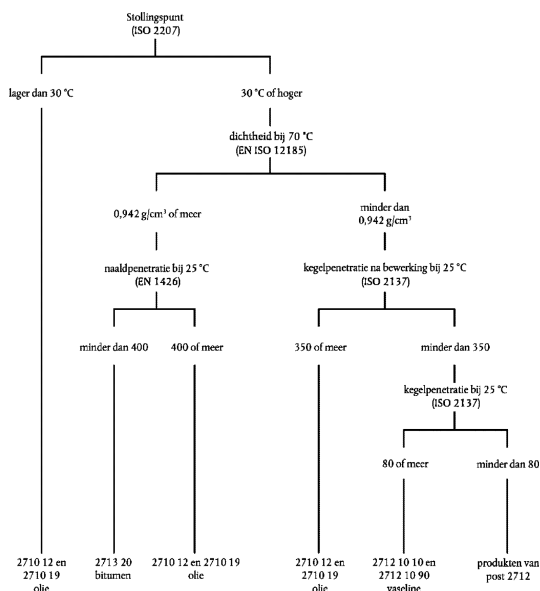 Stollingspunt
(ISO 2207)
lager dan 30 °C
30 °C of hoger
dichtheid bij 70 °C
(EN ISO 12185)
0,942 g/cm³ of meer
minder dan
0,942 g/cm³
naaldpenetratie bij 25 °C
(EN 1426)
kegelpenetratie na bewerking bij 25 °C
(ISO 2137)
minder dan 400
400 of meer
350 of meer
minder dan 350
kegelpenetratie bij 25 °C
(ISO 2137)
80 of meer
minder dan 80
2710 12 en
2710 19
olie
2713 20
bitumen
2710 12 en 2710 19
olie
2710 12 en
2710 19
olie
2712 10 10 en
2712 10 90
vaseline
produkten van
post 2712